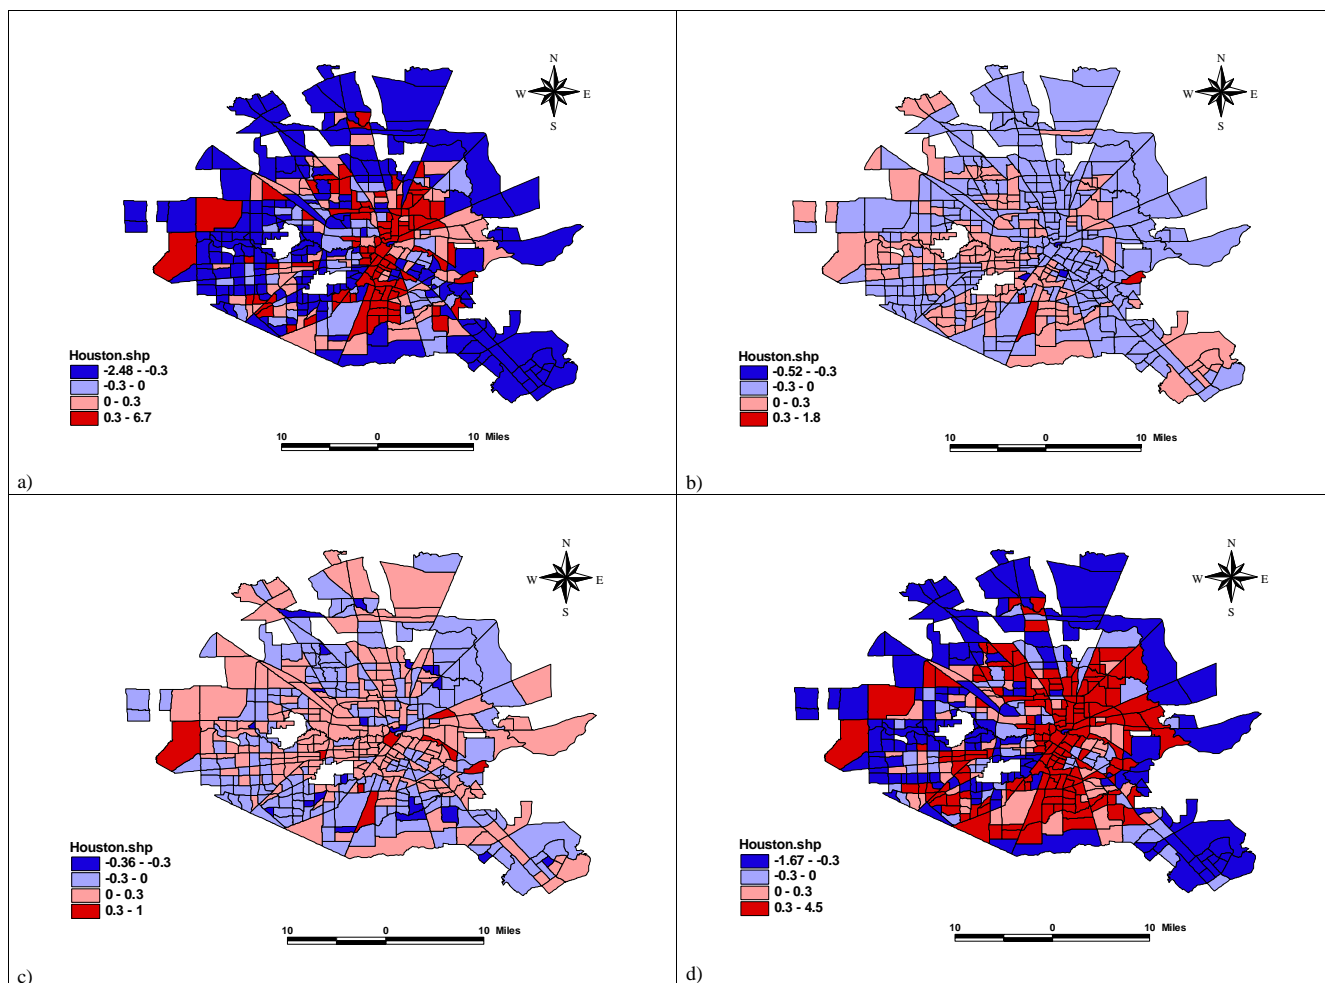 N
W E
S
Houston.shp
-2.48 - -0.3
-0.3 - 0
0 - 0.3
0.3 - 6.7
10 0 10 Miles
a)
N
W E
S
Houston.shp
-0.52 - -0.3
-0.3 - 0
0 - 0.3
0.3 - 1.8
10 0 10 Miles
b)
N
W E
S
Houston.shp
-0.36 - -0.3
-0.3 - 0
0 - 0.3
0.3 - 1
10 0 10 Miles
c)
N
W E
S
Houston.shp
-1.67 - -0.3
-0.3 - 0
0 - 0.3
0.3 - 4.5
10 0 10 Miles
d)